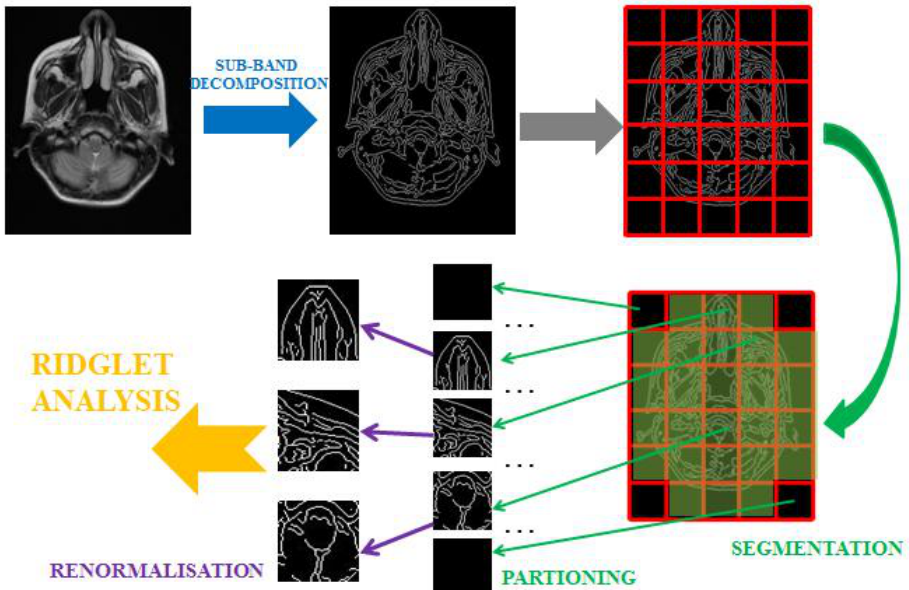 SUB-BAND
DECOMPOSITION
...
...
...
...
RIDGLET
ANALYSIS
RENORMALISATION
PARTIONING
SEGMENTATION